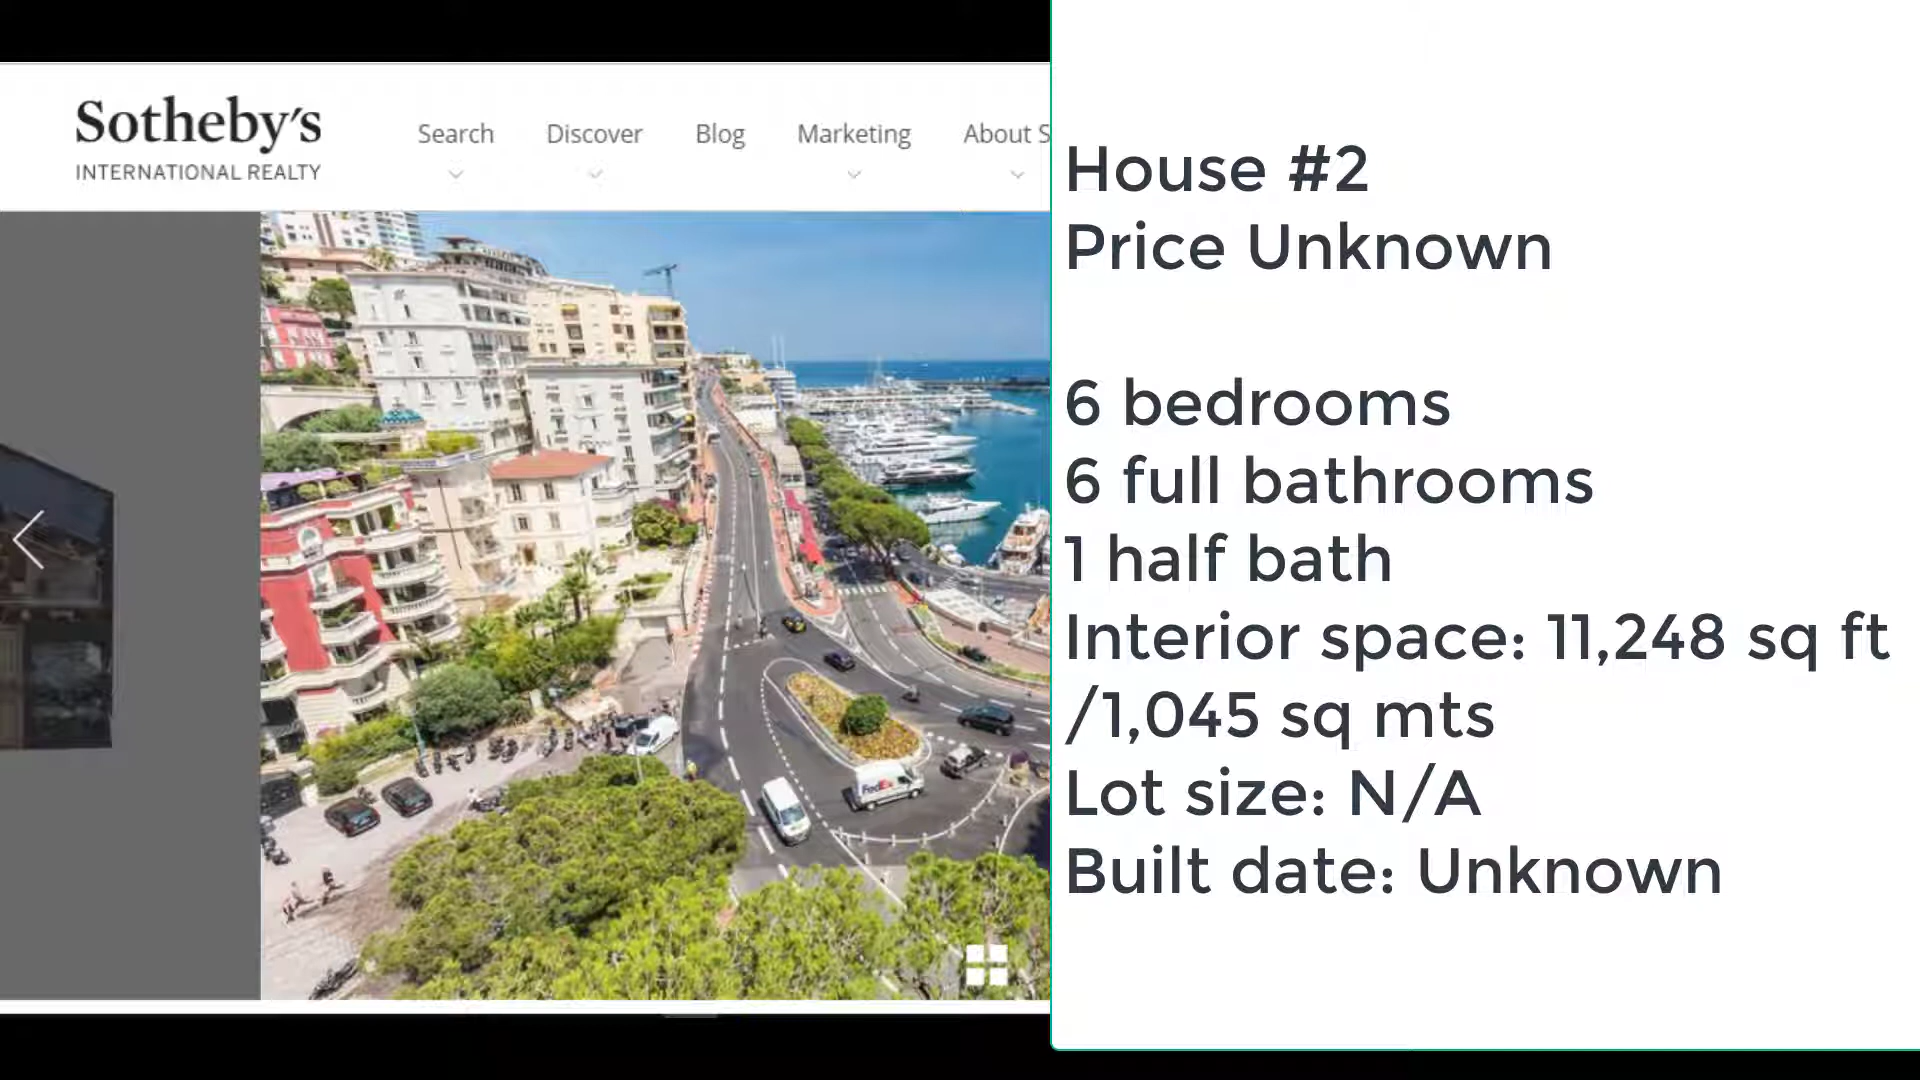 Sotheby's
INTERNATIONAL REALTY
Search
Discover
Blog
Marketing
About S
House #2
Price Unknown
6 bedrooms
6 full bathrooms
1 half bath
Interior space: 11,248 sq ft
/1,045 sq mts
Lot size: N/A
Built date: Unknown
FedEx